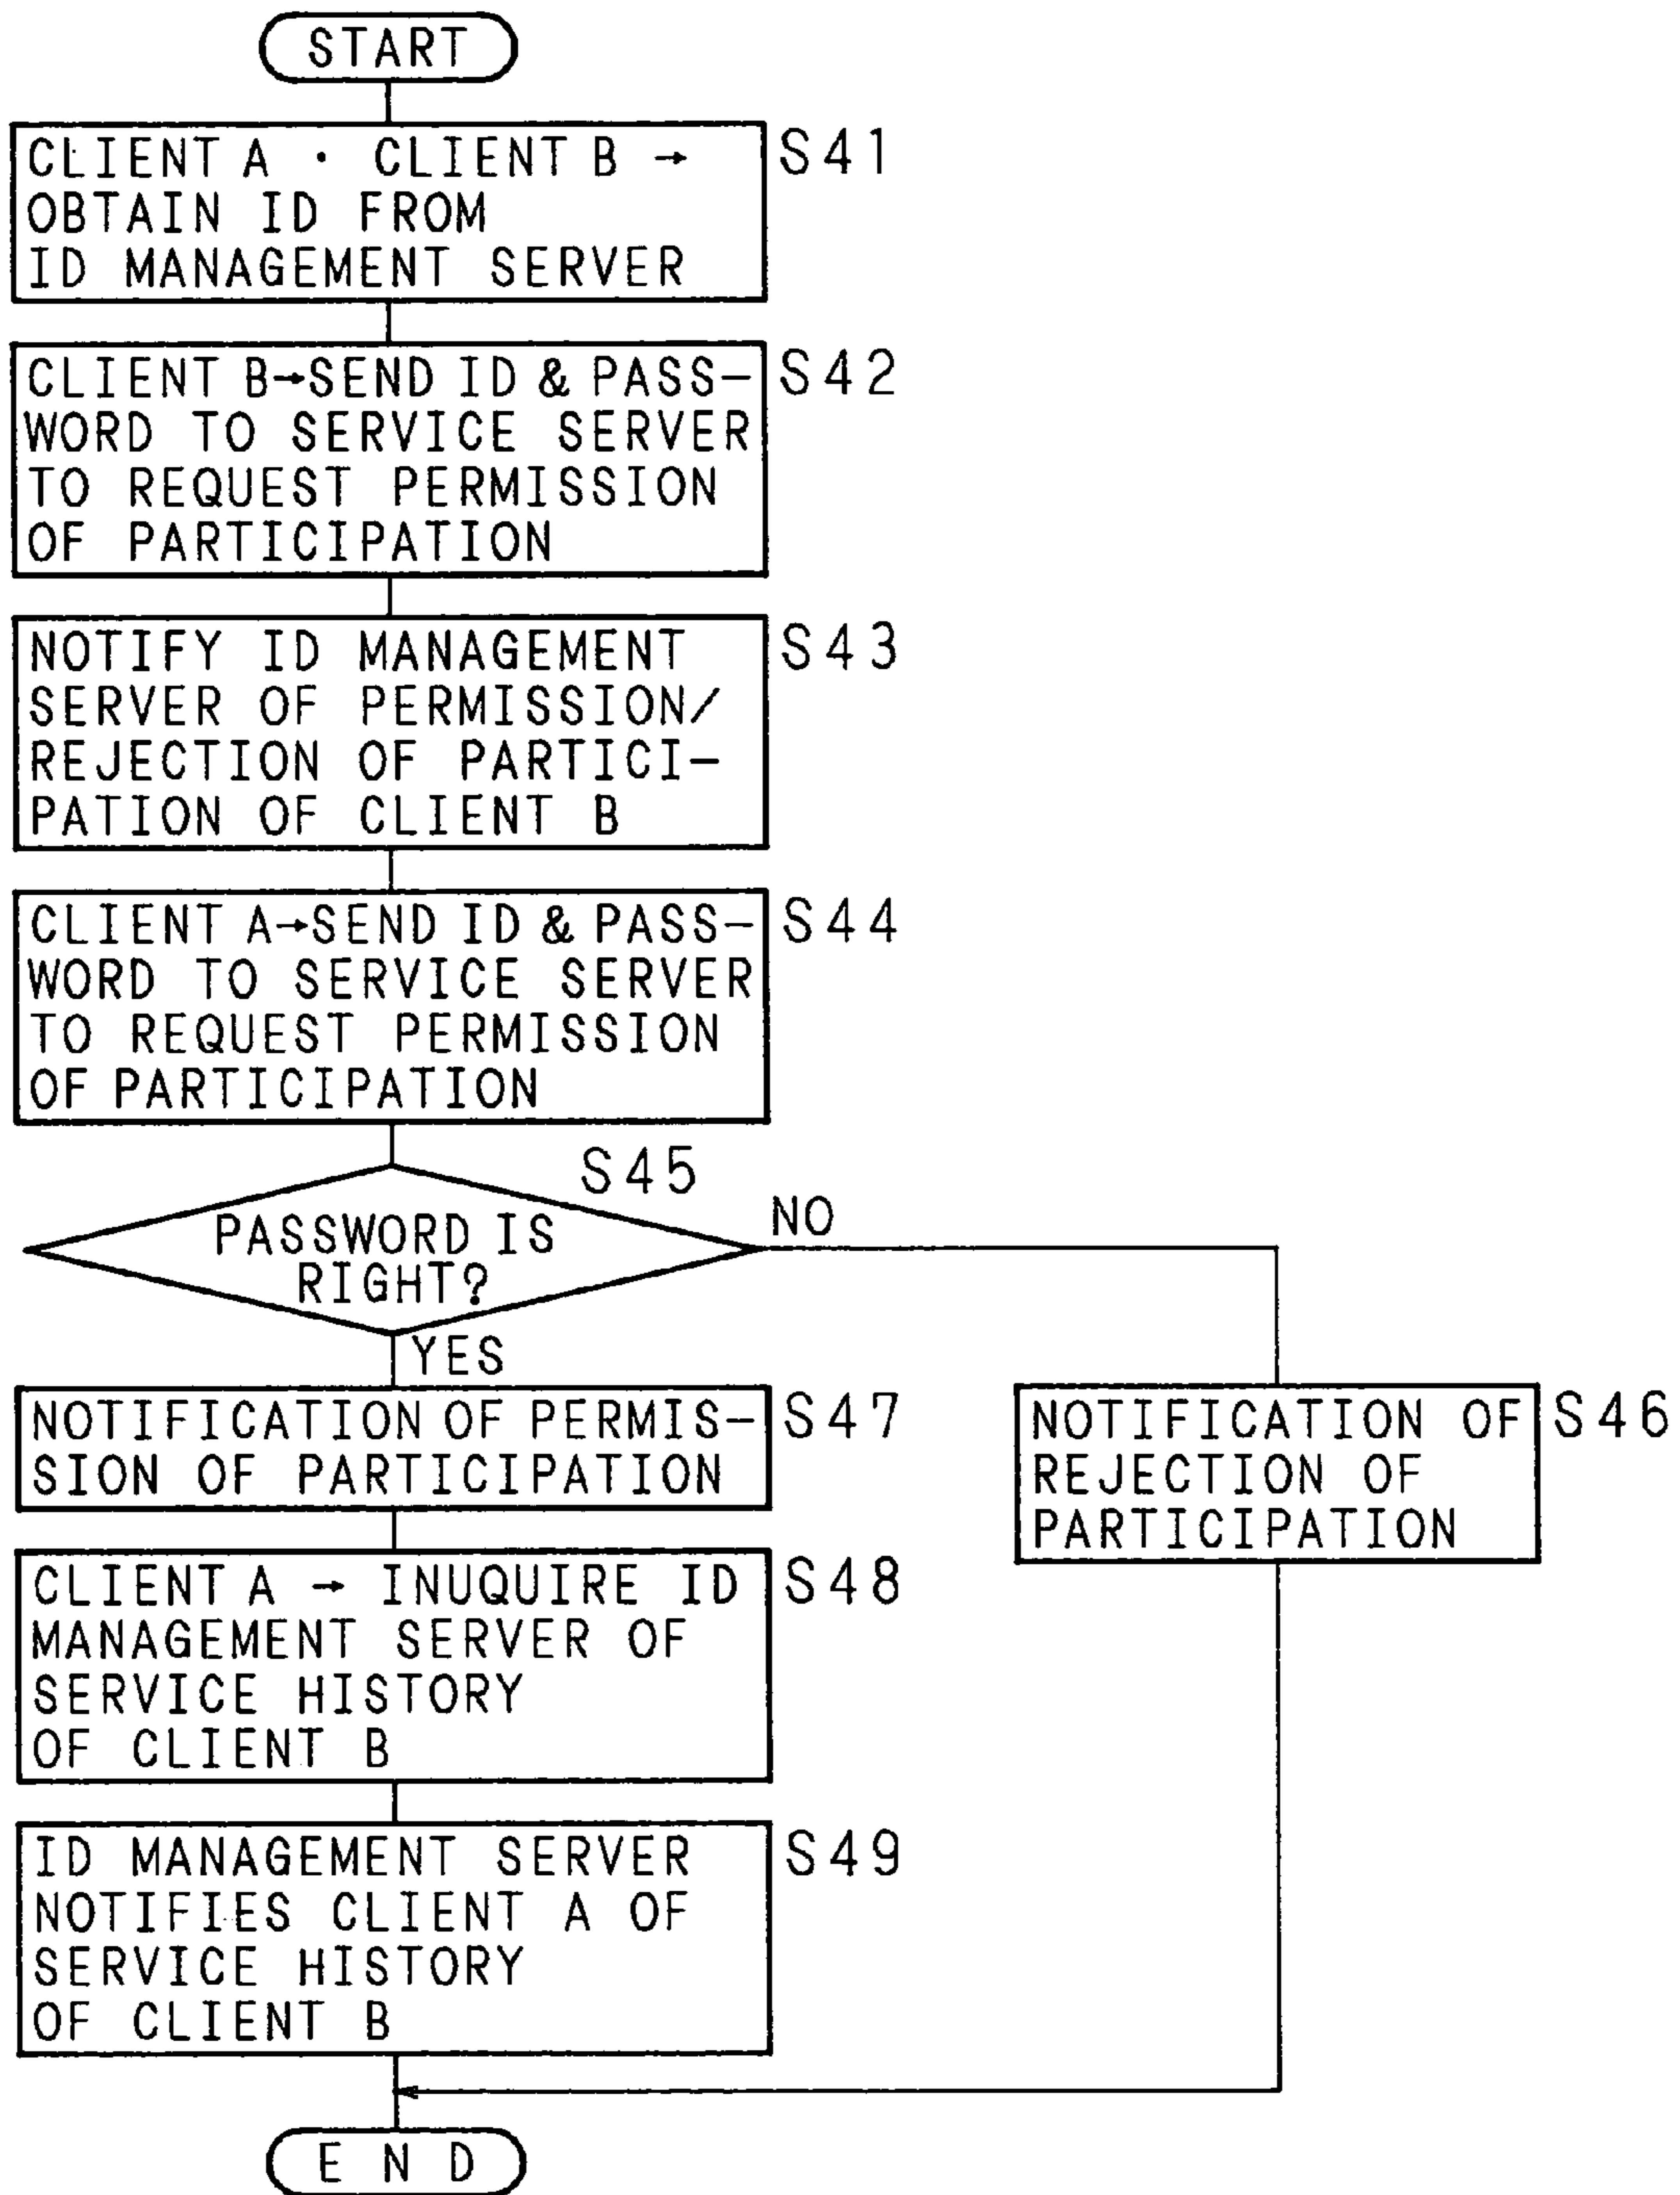 START
CLIENT A · CLIENT B →
OBTAIN ID FROM
ID MANAGEMENT SERVER
S41
CLIENT B→SEND ID & PASS-
WORD TO SERVICE SERVER
TO REQUEST PERMISSION
OF PARTICIPATION
S42
NOTIFY ID MANAGEMENT
SERVER OF PERMISSION/
REJECTION OF PARTICI-
PATION OF CLIENT B
S43
CLIENT A→SEND ID & PASS-
WORD TO SERVICE SERVER
TO REQUEST PERMISSION
OF PARTICIPATION
S44
S45
PASSWORD IS
RIGHT?
NO
YES
NOTIFICATION OF PERMIS-
SION OF PARTICIPATION
S47
NOTIFICATION OF
REJECTION OF
PARTICIPATION
S46
CLIENT A → INUQUIRE ID
MANAGEMENT SERVER OF
SERVICE HISTORY
OF CLIENT B
S48
ID MANAGEMENT SERVER
NOTIFIES CLIENT A OF
SERVICE HISTORY
OF CLIENT B
S49
END